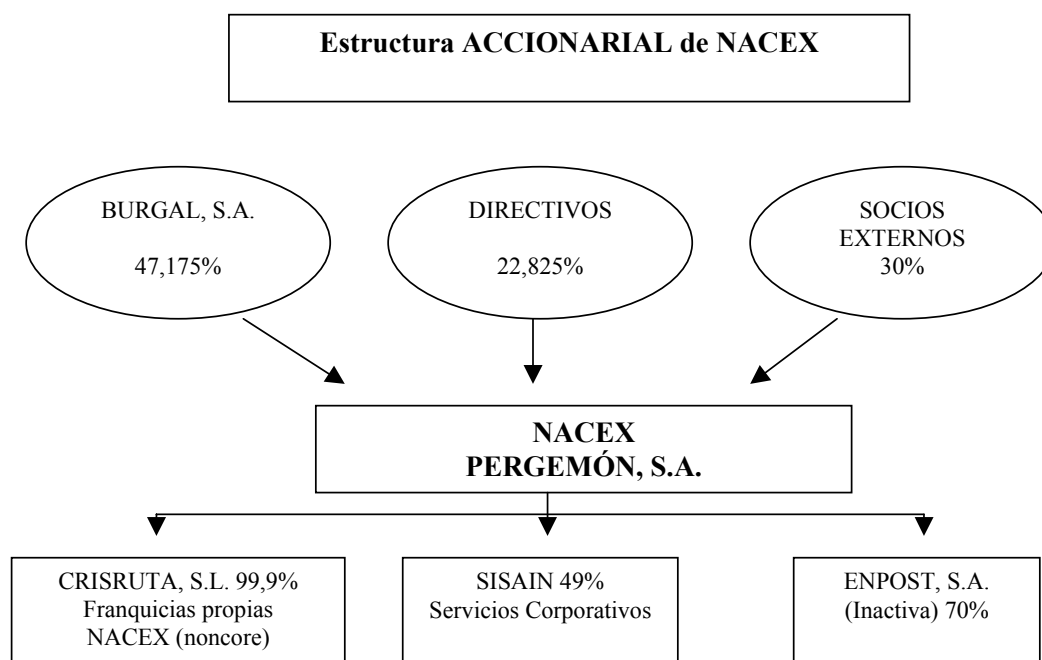 Estructura ACCIONARIAL de NACEX
BURGAL, S.A.
47,175%
DIRECTIVOS
22,825%
SOCIOS
EXTERNOS
30%
NACEX
PERGEMÓN, S.A.
CRISRUTA, S.L. 99,9%
Franquicias propias
NACEX (noncore)
SISAIN 49%
Servicios Corporativos
ENPOST, S.A.
(Inactiva) 70%